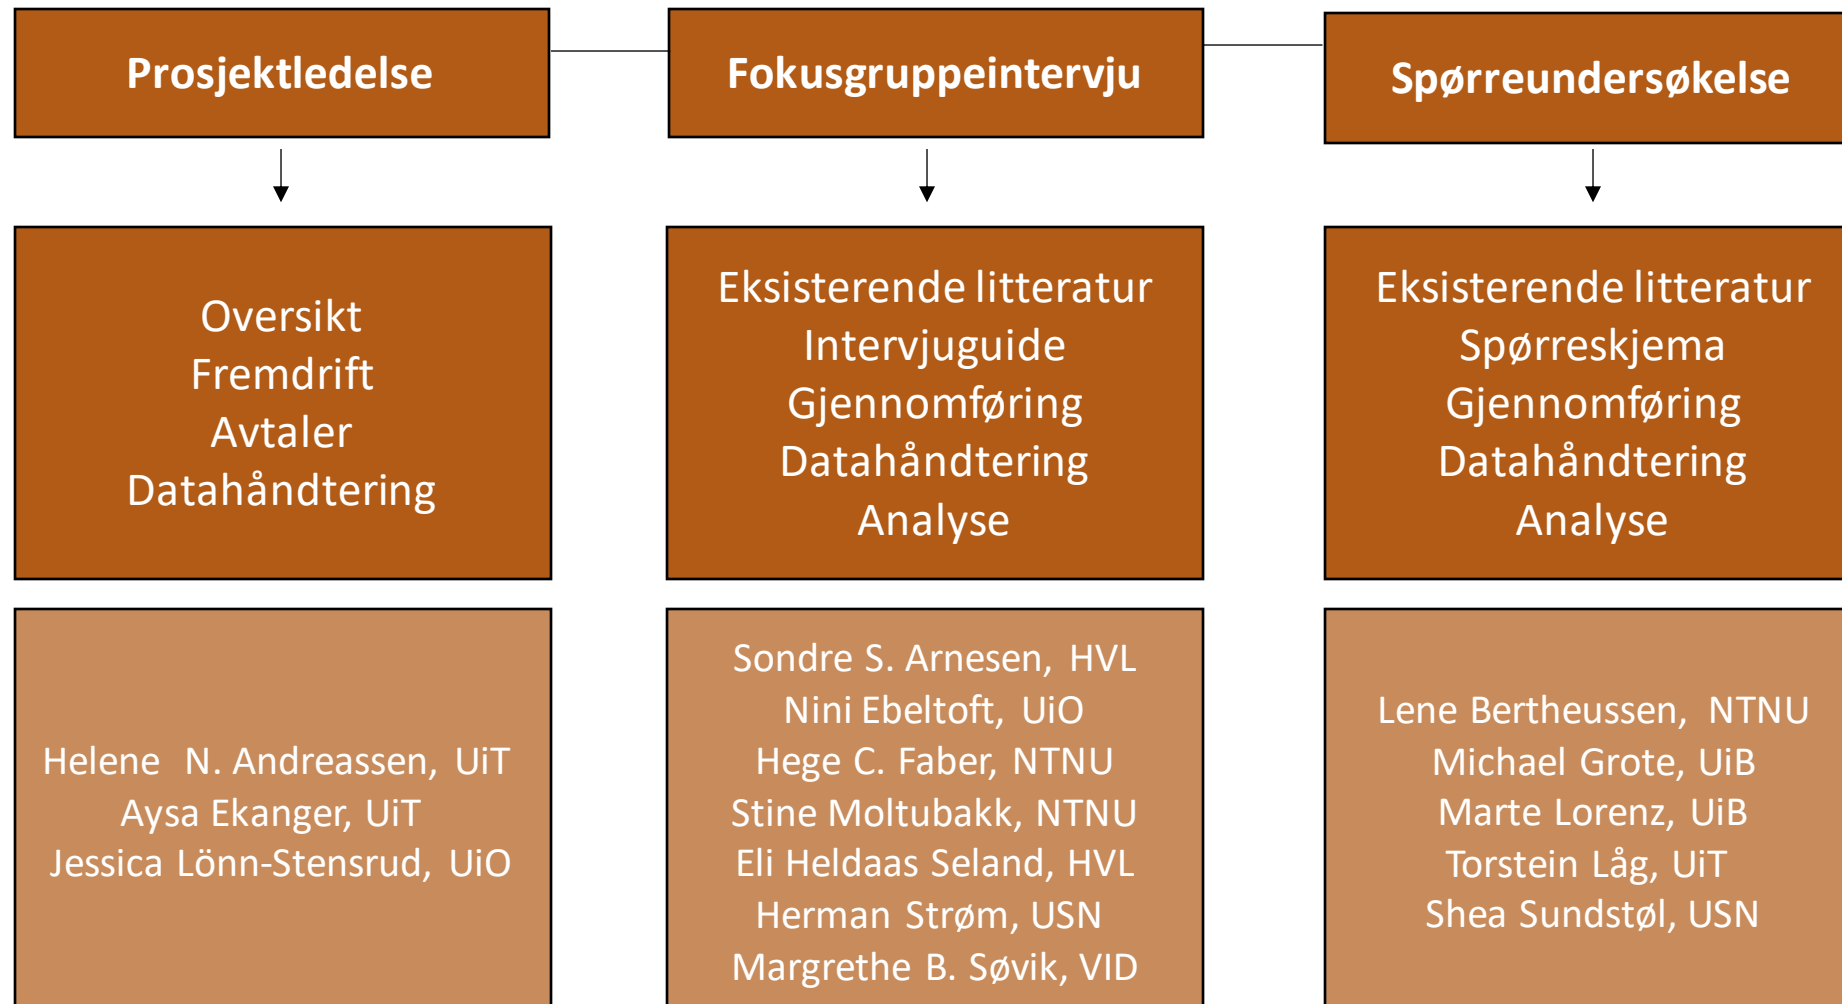 Prosjektledelse
Oversikt
Fremdrift
Avtaler
Datahåndtering
Helene N. Andreassen, UiT
Aysa Ekanger, UiT
Jessica Lönn-Stensrud, UiO
Fokusgruppeintervju
Eksisterende litteratur
Intervjuguide
Gjennomføring
Datahåndtering
Analyse
Sondre S. Arnesen, HVL
Nini Ebeltoft, UiO
Hege C. Faber, NTNU
Stine Moltubakk, NTNU
Eli Heldaas Seland, HVL
Herman Strøm, USN
Margrethe B. Søvik, VID
Spørreundersøkelse
Eksisterende litteratur
Spørreskjema
Gjennomføring
Datahåndtering
Analyse
Lene Bertheussen, NTNU
Michael Grote, UiB
Marte Lorenz, UiB
Torstein Låg, UiT
Shea Sundstøl, USN